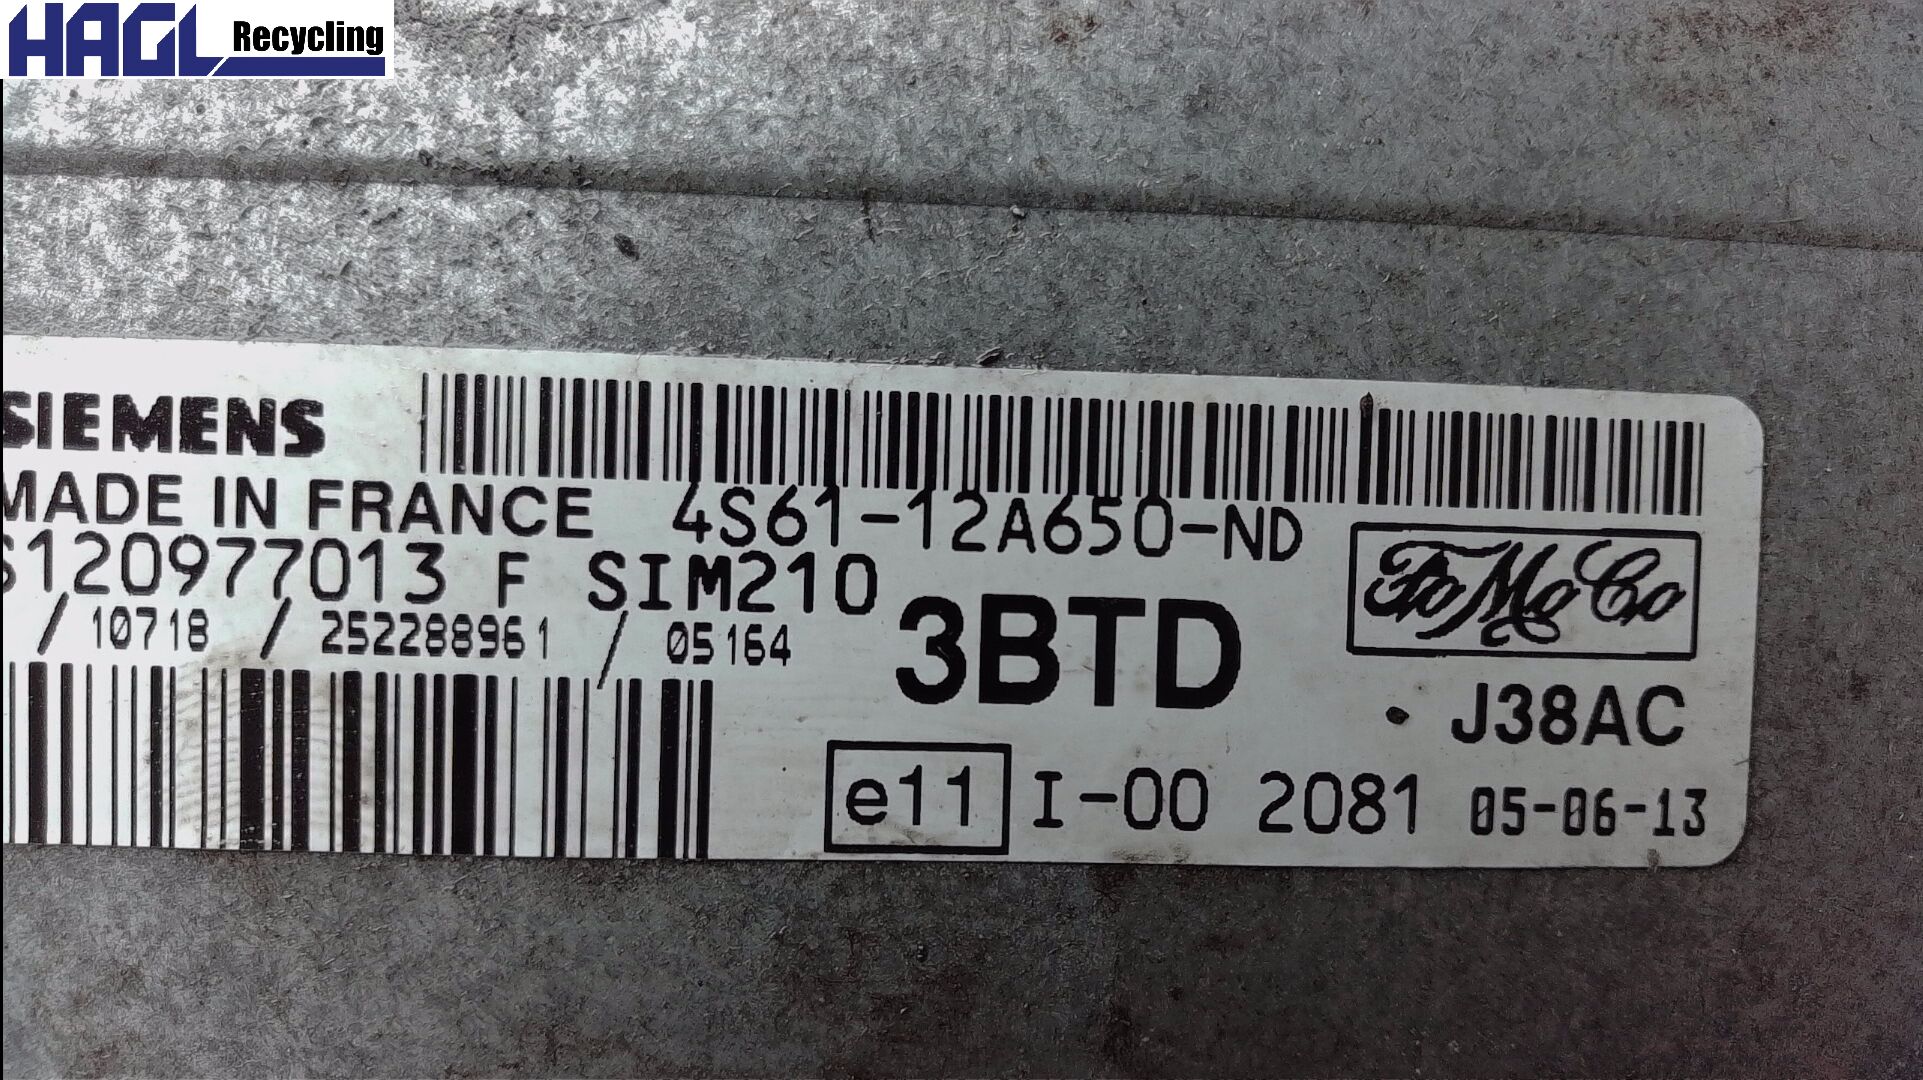 HAGL Recycling
SIEMENS
MADE IN FRANCE 4S61-12A650-ND
S120977013 F SIM210
/ 10718 / 252288961 / 05164
3BTD
FoMoCo
J38AC
e11 I-00 2081 05-06-13